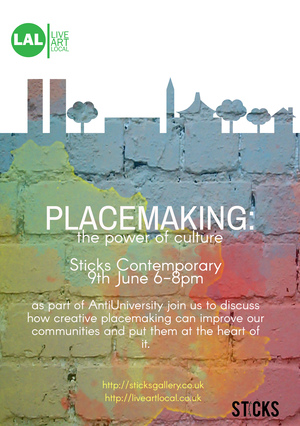 LAL
LIVE
ART
LOCAL
PLACEMAKING:
the power of culture
Sticks Contemporary
9th June 6-8pm
as part of AntiUniversity join us to discuss
how creative placemaking can improve our
communities and put them at the heart of
it.
http://sticksgallery.co.uk
http://liveartlocal.co.uk
STICKS